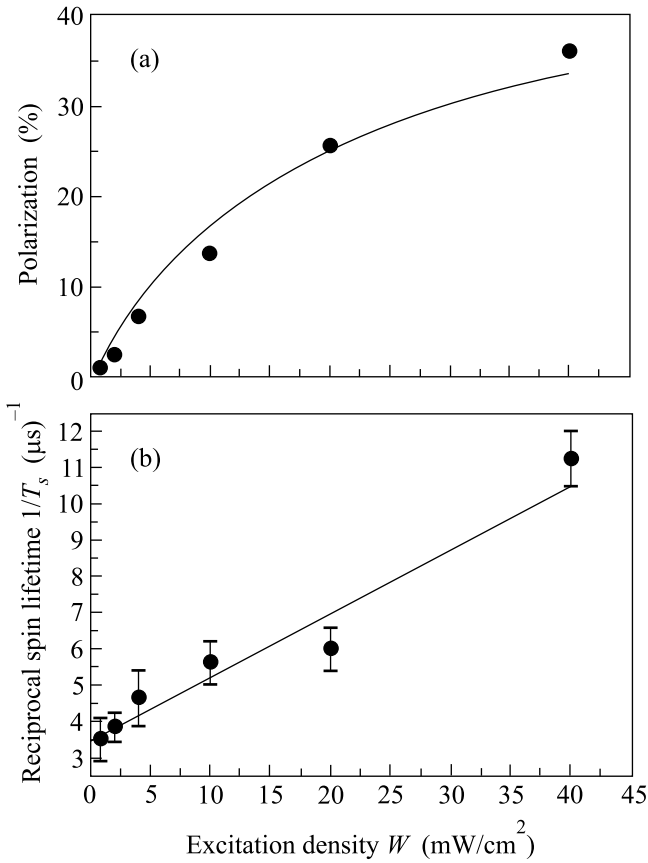 40
(a)
30
20
10
0
Polarization (%)
12
(b)
11
10
9
8
7
6
5
4
3
Reciprocal spin lifetime 1/Tₛ (μs)⁻¹
0 5 10 15 20 25 30 35 40 45
Excitation density W (mW/cm²)